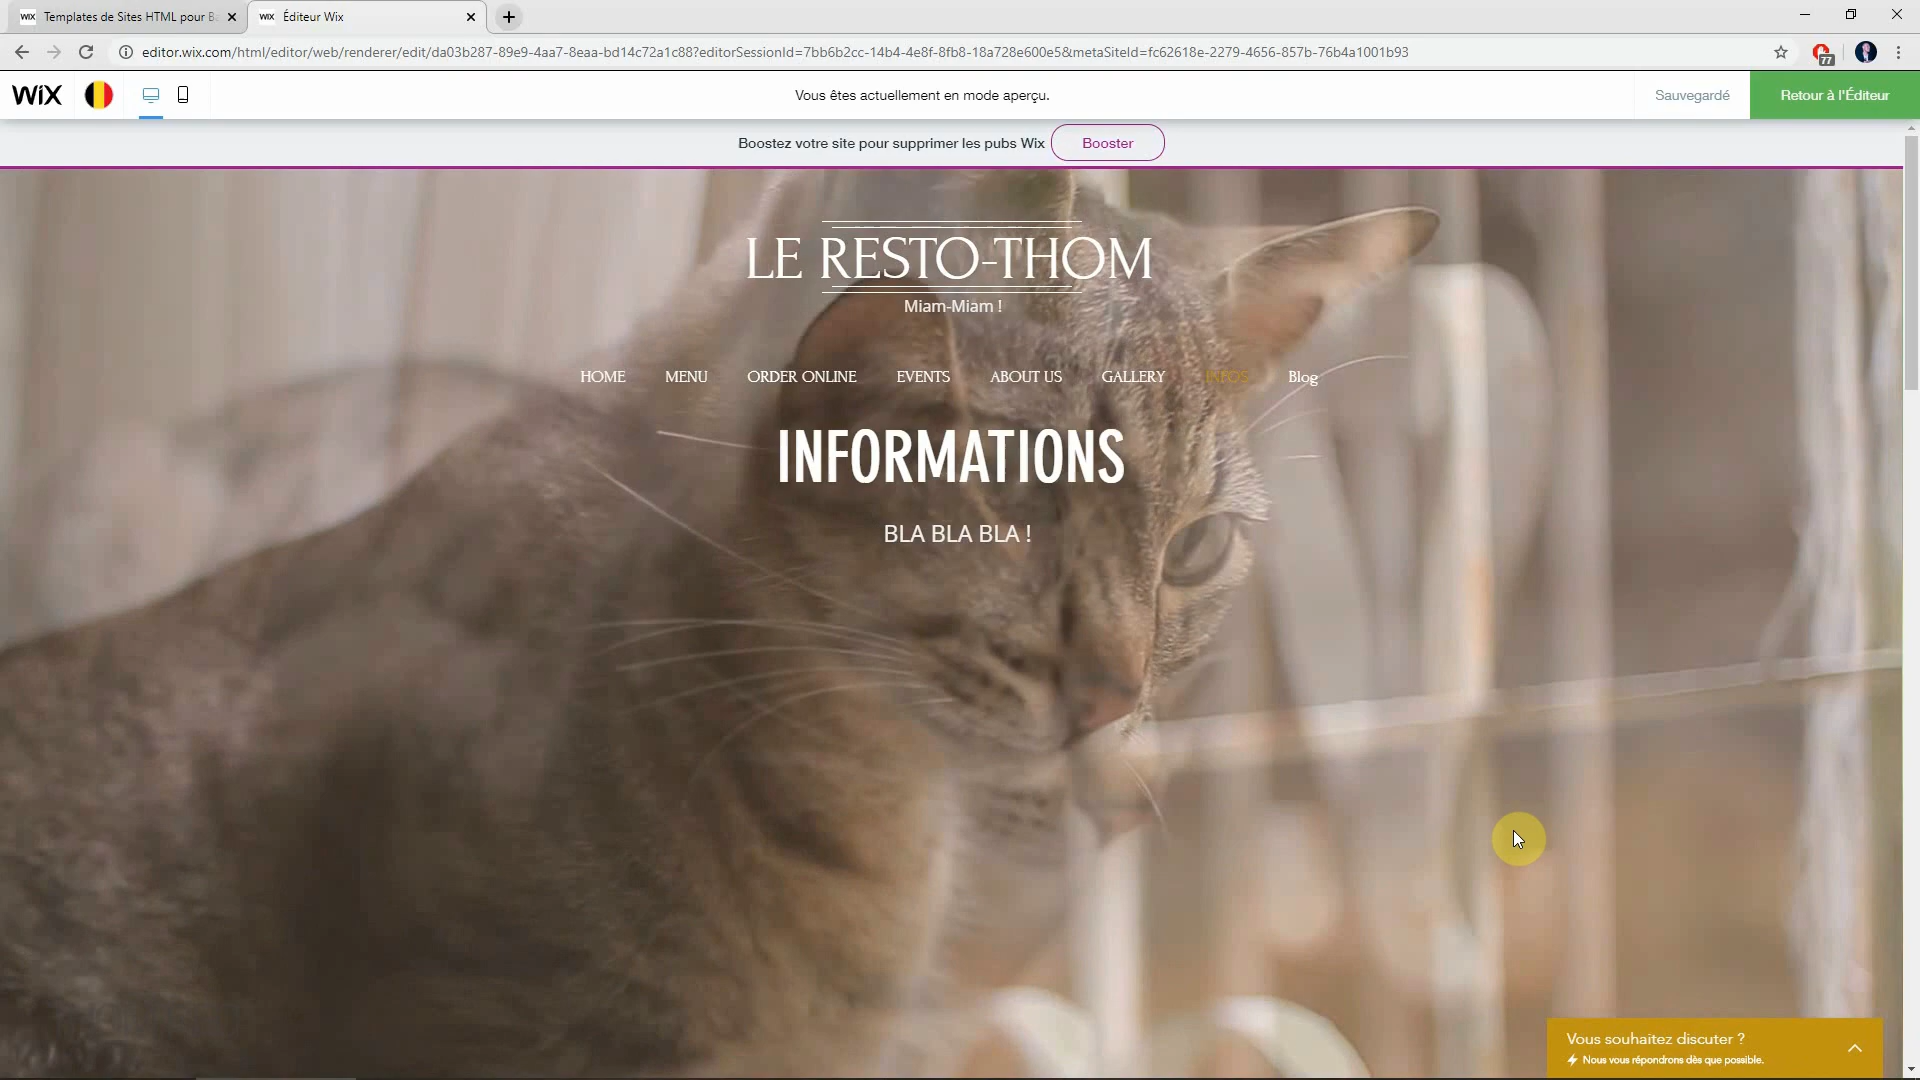 WIX Templates de Sites HTML pour Ba
WIX Éditeur Wix
editor.wix.com/html/editor/web/renderer/edit/da03b287-89e9-4aa7-8eaa-bd14c72a1c88?editorSessionId=7bb6b2cc-14b4-4e8f-8fb8-18a728e600e5&metaSiteId=fc62618e-2279-4656-857b-76b4a1001b93
77
WiX
Vous êtes actuellement en mode aperçu.
Sauvegardé
Retour à l'Éditeur
Boostez votre site pour supprimer les pubs Wix
Booster
LE RESTO-THOM
Miam-Miam !
HOME MENU ORDER ONLINE EVENTS ABOUT US GALLERY INFOS Blog
INFORMATIONS
BLA BLA BLA !
Vous souhaitez discuter ?
Nous vous répondrons dès que possible.